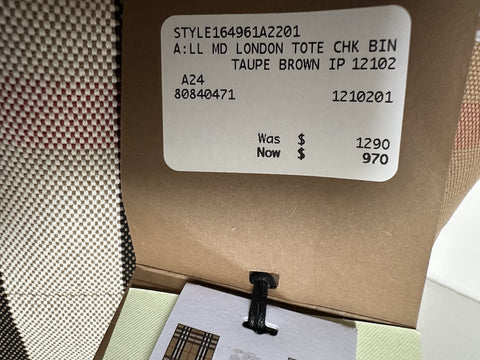 STYLE164961A2201
A:LL MD LONDON TOTE CHK BIN
TAUPE BROWN IP 12102
A24
80840471 1210201
Was $ 1290
Now $ 970